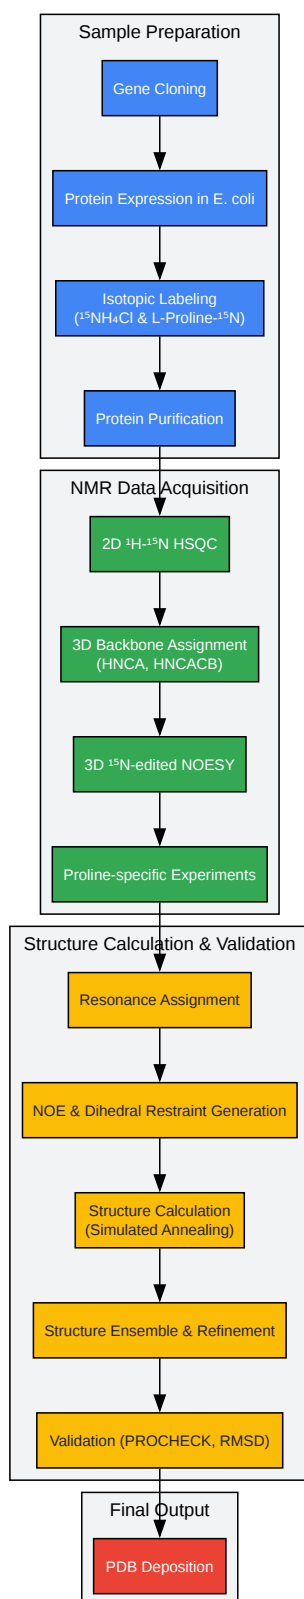 Sample Preparation
Gene Cloning
Protein Expression in E. coli
Isotopic Labeling
(¹⁵NH₄Cl & L-Proline-¹⁵N)
Protein Purification
NMR Data Acquisition
2D ¹H-¹⁵N HSQC
3D Backbone Assignment
(HNCA, HNCACB)
3D ¹⁵N-edited NOESY
Proline-specific Experiments
Structure Calculation & Validation
Resonance Assignment
NOE & Dihedral Restraint Generation
Structure Calculation
(Simulated Annealing)
Structure Ensemble & Refinement
Validation (PROCHECK, RMSD)
Final Output
PDB Deposition